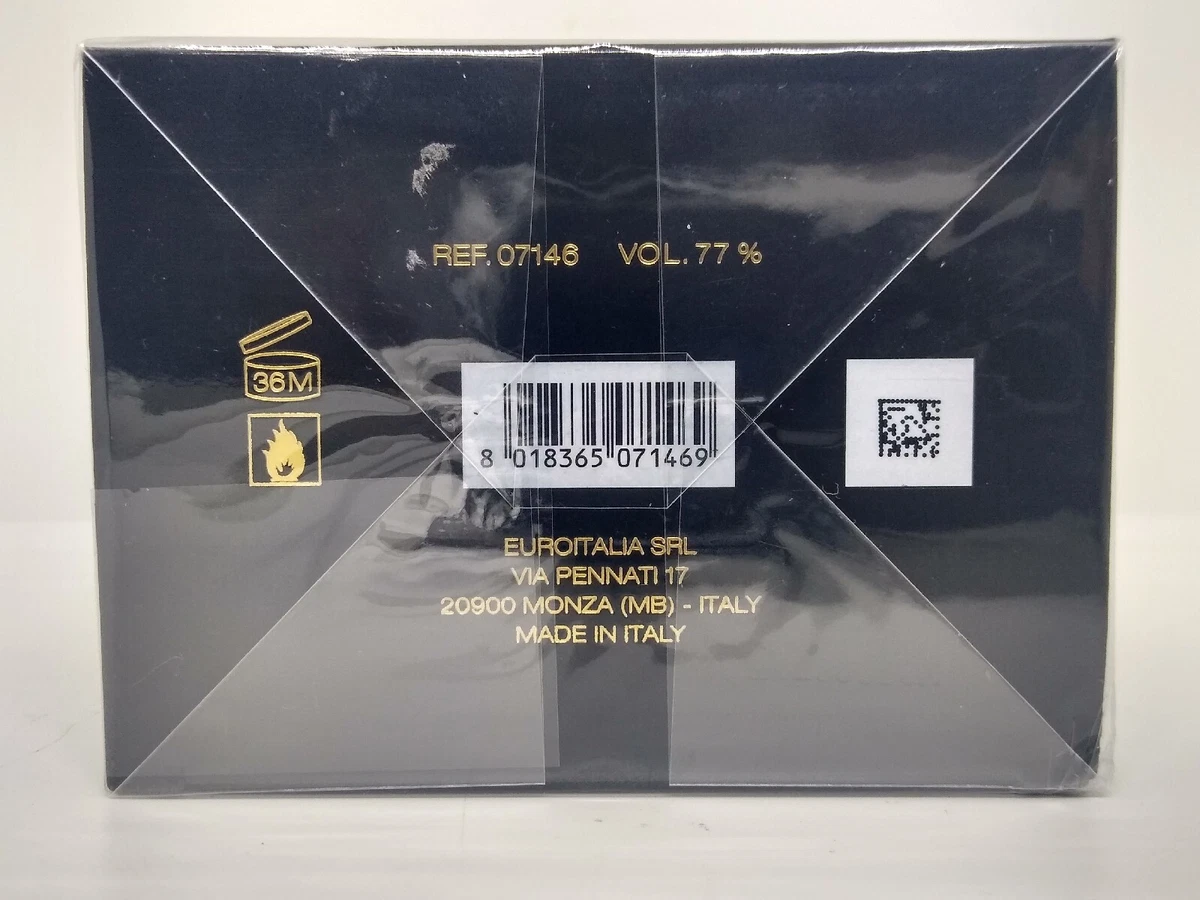 REF. 07146 VOL. 77 %
36M
8 018365 071469
EUROITALIA SRL
VIA PENNATI 17
20900 MONZA (MB) - ITALY
MADE IN ITALY